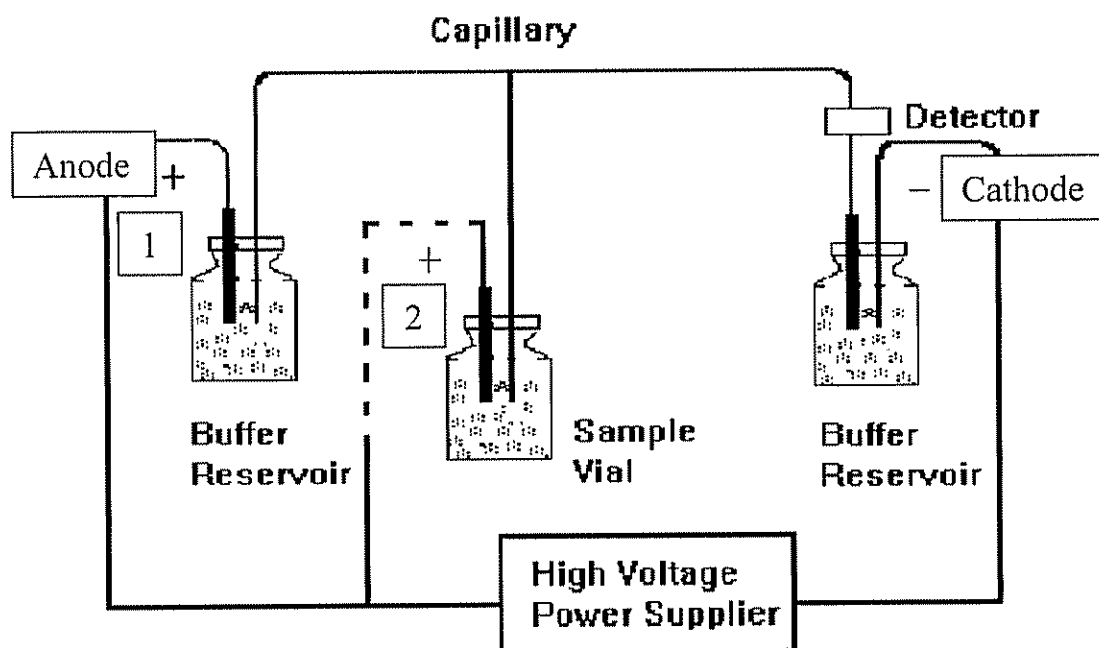 Capillary
Detector
Anode
+
−
Cathode
1
+
2
Buffer
Reservoir
Sample
Vial
Buffer
Reservoir
High Voltage
Power Supplier